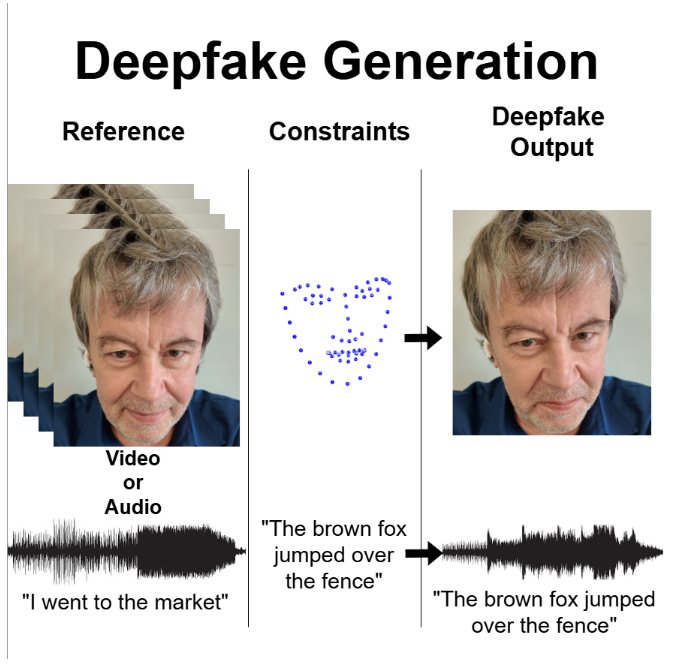 Deepfake Generation
Reference
Constraints
Deepfake
Output
Video
or
Audio
"I went to the market"
"The brown fox
jumped over
the fence"
"The brown fox jumped
over the fence"